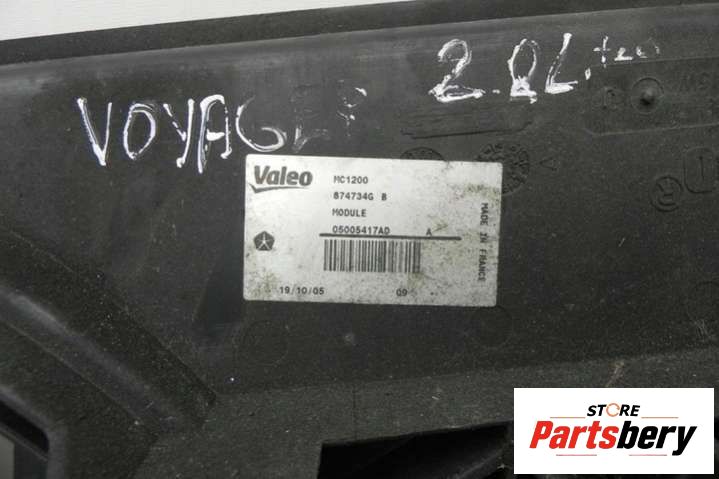 VOYAGER
2.8L
Valeo
MC1200
874734G B
MODULE
05005417AD A
19/10/05 09
MADE IN FRANCE
STORE
Partsbery